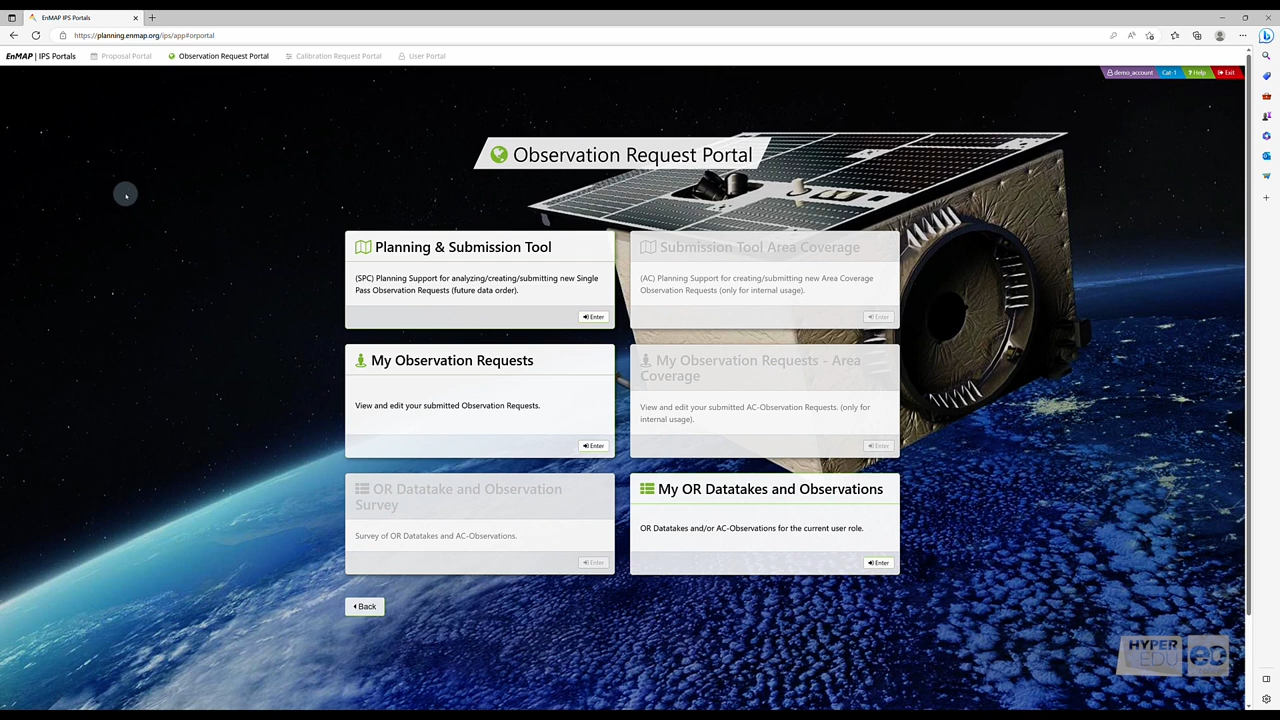 EnMAP IPS Portals
https://planning.enmap.org/ips/app#orportal
EnMAP | IPS Portals
Proposal Portal
Observation Request Portal
Calibration Request Portal
User Portal
demo_account
Cat-1
? Help
Exit
Observation Request Portal
Planning & Submission Tool
(SPC) Planning Support for analyzing/creating/submitting new Single
Pass Observation Requests (future data order).
Enter
Submission Tool Area Coverage
(AC) Planning Support for creating/submitting new Area Coverage
Observation Requests (only for internal usage).
Enter
My Observation Requests
View and edit your submitted Observation Requests.
Enter
My Observation Requests - Area
Coverage
View and edit your submitted AC-Observation Requests. (only for
internal usage).
Enter
OR Datatake and Observation
Survey
Survey of OR Datatakes and AC-Observations.
Enter
My OR Datatakes and Observations
OR Datatakes and/or AC-Observations for the current user role.
Enter
Back
HYPER
EDU
eo